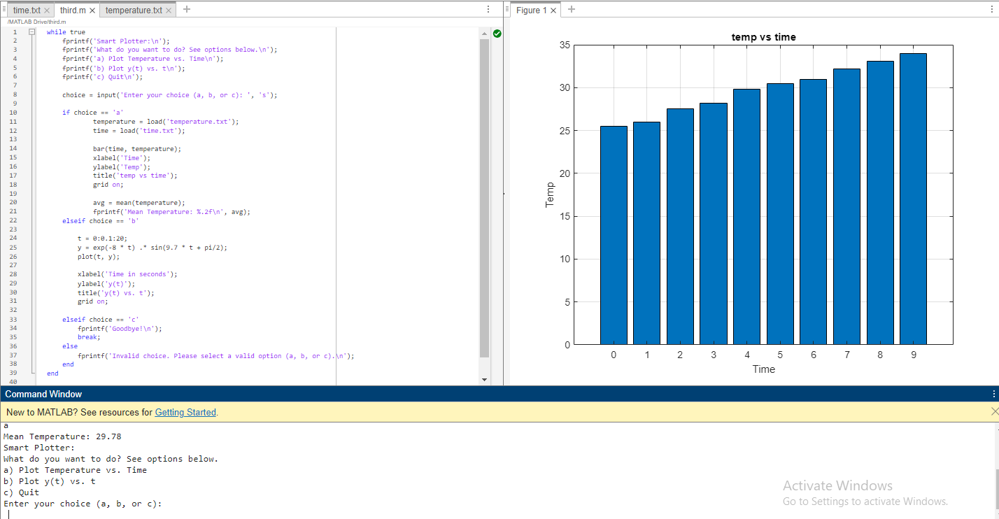 time.txt × third.m × temperature.txt × +
/MATLAB Drive/third.m
1 while true
2 fprintf('Smart Plotter:\n');
3 fprintf('What do you want to do? See options below.\n');
4 fprintf('a) Plot Temperature vs. Time\n');
5 fprintf('b) Plot y(t) vs. t\n');
6 fprintf('c) Quit\n');
7
8 choice = input('Enter your choice (a, b, or c): ', 's');
9
10 if choice == 'a'
11 temperature = load('temperature.txt');
12 time = load('time.txt');
13
14 bar(time, temperature);
15 xlabel('Time');
16 ylabel('Temp');
17 title('temp vs time');
18 grid on;
19
20 avg = mean(temperature);
21 fprintf('Mean Temperature: %.2f\n', avg);
22 elseif choice == 'b'
23
24 t = 0:0.1:20;
25 y = exp(-8 * t) .* sin(9.7 * t + pi/2);
26 plot(t, y);
27
28 xlabel('Time in seconds');
29 ylabel('y(t)');
30 title('y(t) vs. t');
31 grid on;
32
33 elseif choice == 'c'
34 fprintf('Goodbye!\n');
35 break;
36 else
37 fprintf('Invalid choice. Please select a valid option (a, b, or c).\n');
38 end
39 end
40
Figure 1 × +
temp vs time
35
30
25
20
15
10
5
0
Temp
0 1 2 3 4 5 6 7 8 9
Time
Command Window
New to MATLAB? See resources for Getting Started.
a
Mean Temperature: 29.78
Smart Plotter:
What do you want to do? See options below.
a) Plot Temperature vs. Time
b) Plot y(t) vs. t
c) Quit
Enter your choice (a, b, or c):
Activate Windows
Go to Settings to activate Windows.